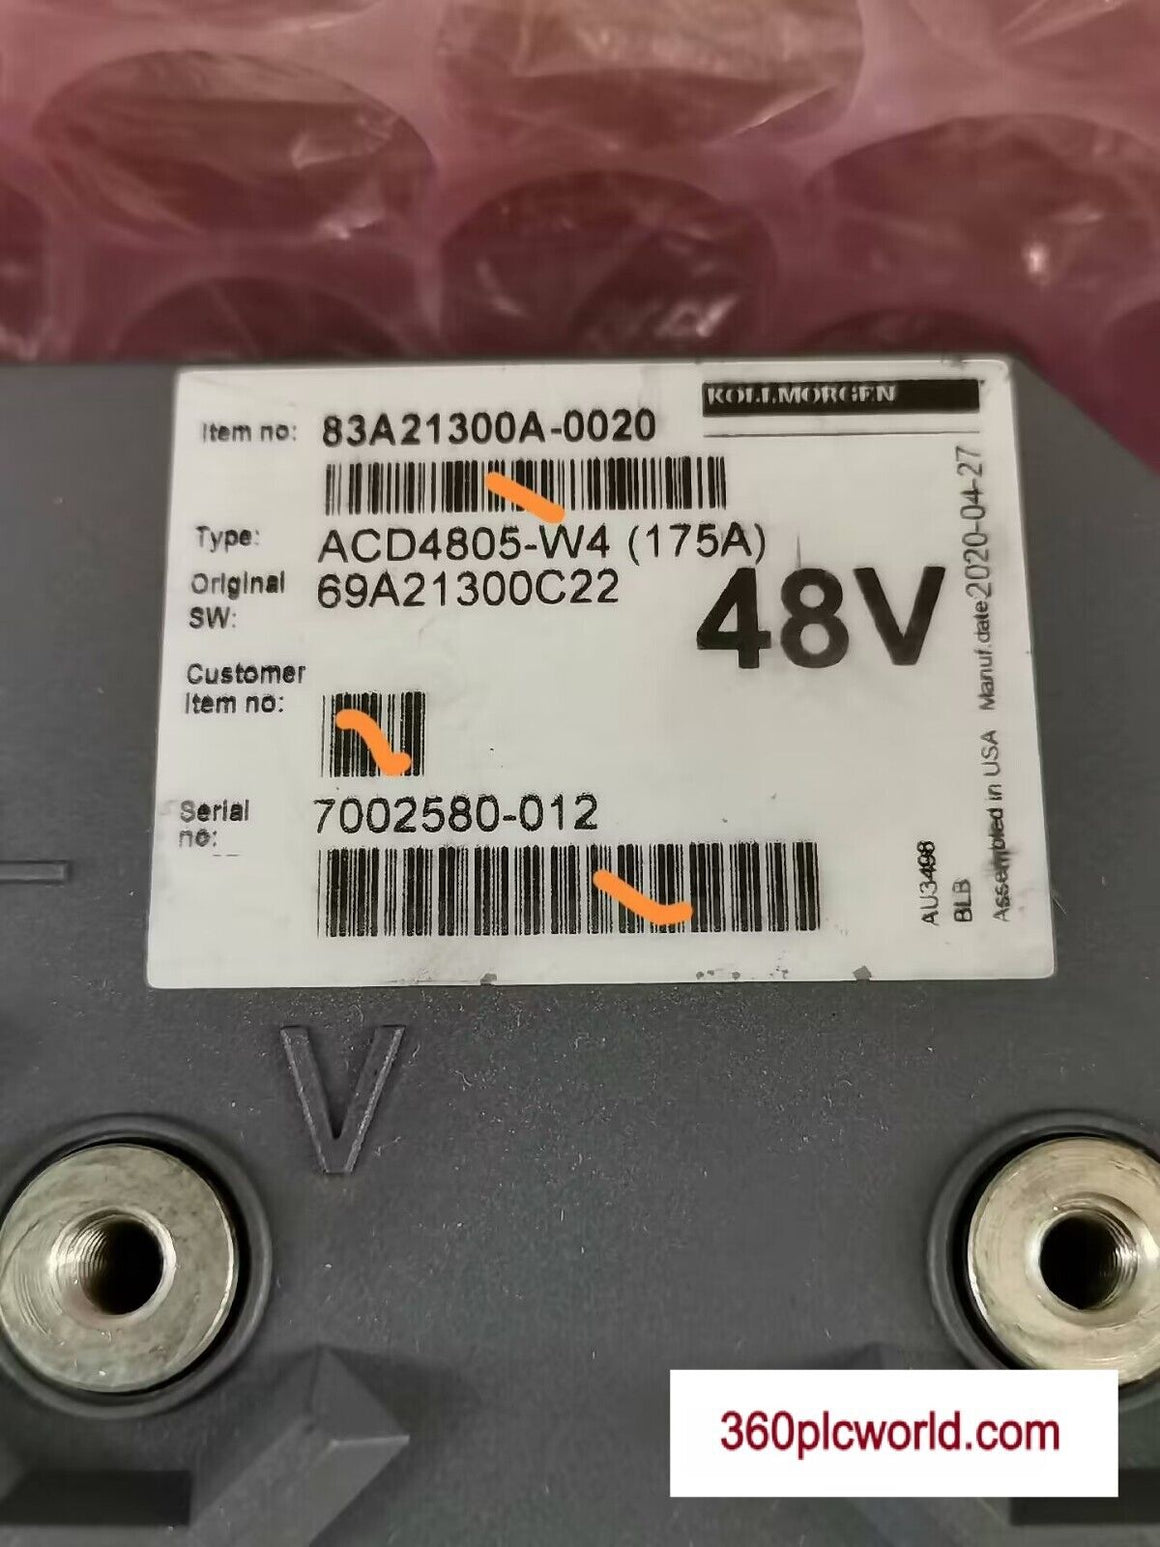 KOLLMORGEN
Item no: 83A21300A-0020
Type: ACD4805-W4 (175A)
Original SW: 69A21300C22
48V
Customer
Item no:
Serial no: 7002580-012
Manuf.date 2020-04-27
Assembled in USA
BLB
AU3498
V
360plcworld.com